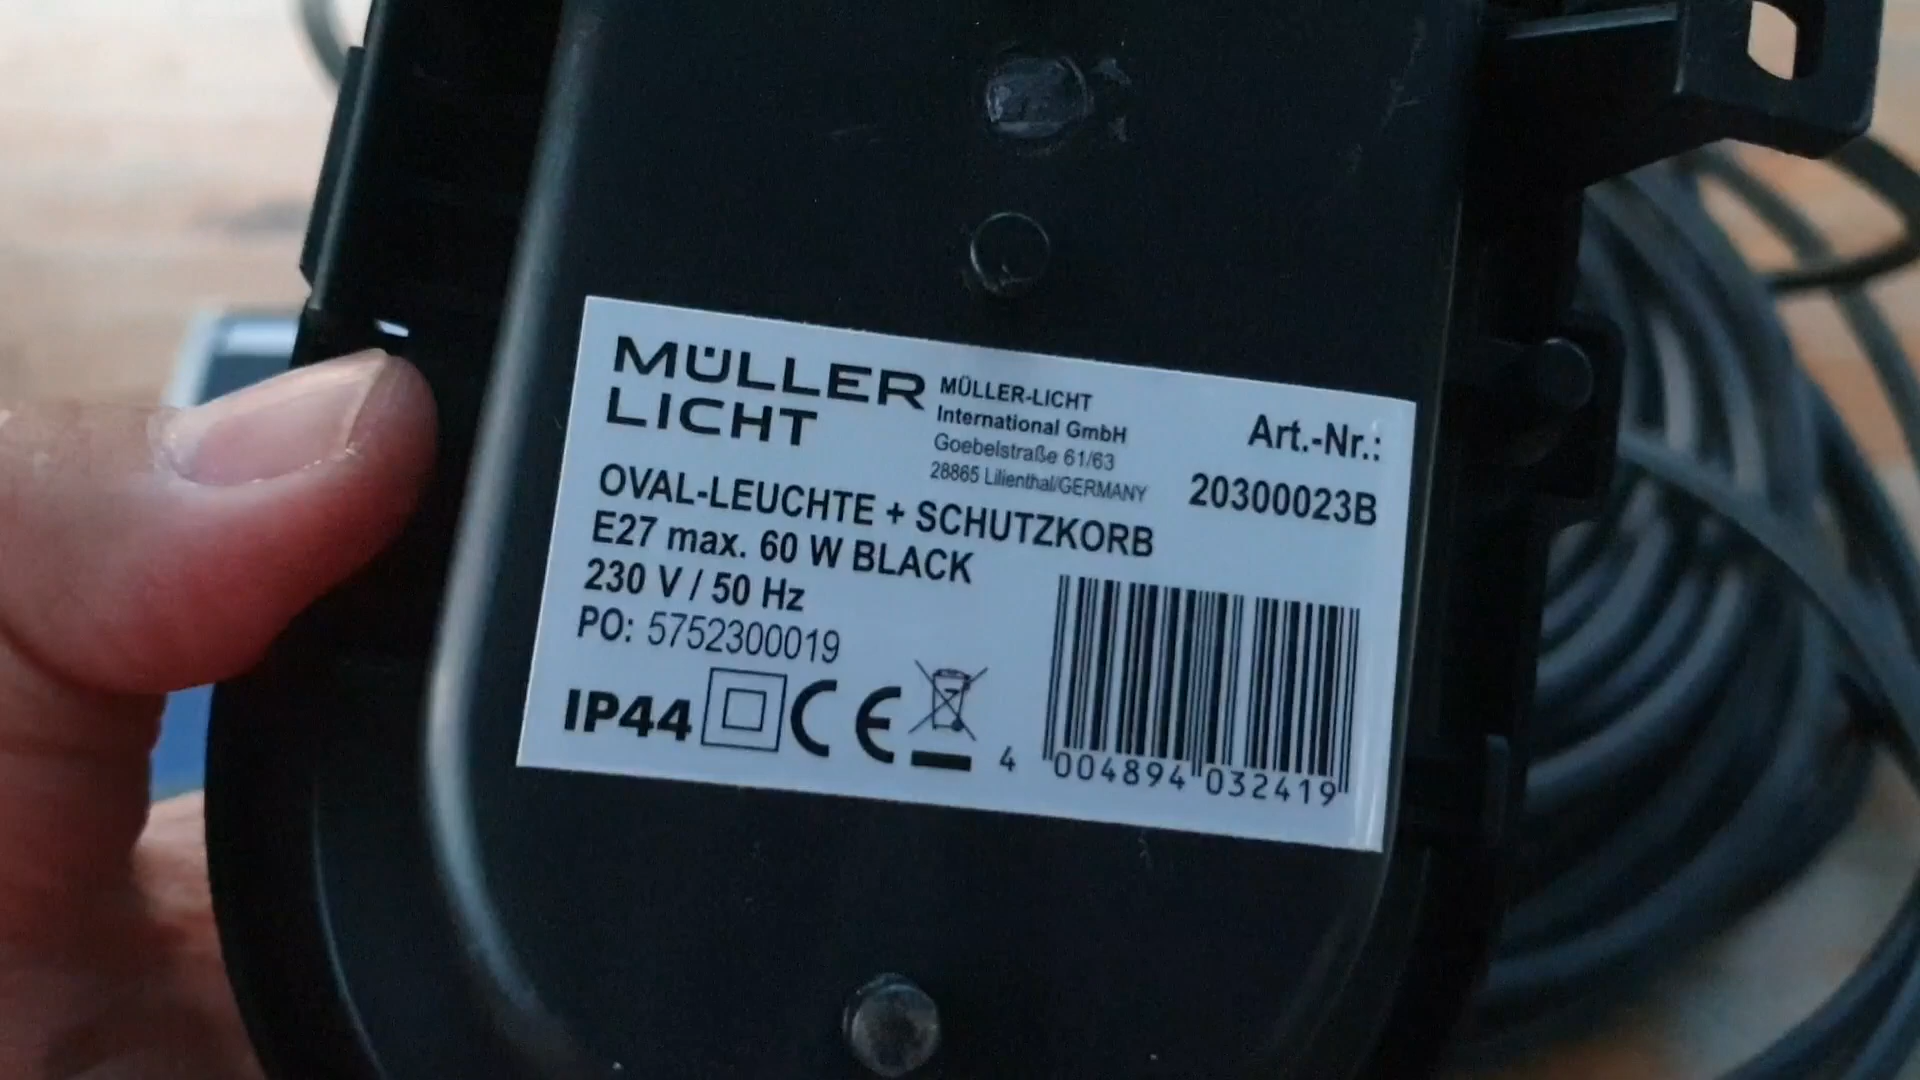 MÜLLER
LICHT
MÜLLER-LICHT
International GmbH
Goebelstraße 61/63
28865 Lilienthal/GERMANY
Art.-Nr.:
20300023B
OVAL-LEUCHTE + SCHUTZKORB
E27 max. 60 W BLACK
230 V / 50 Hz
PO: 5752300019
IP44 CE
4 004894 032419